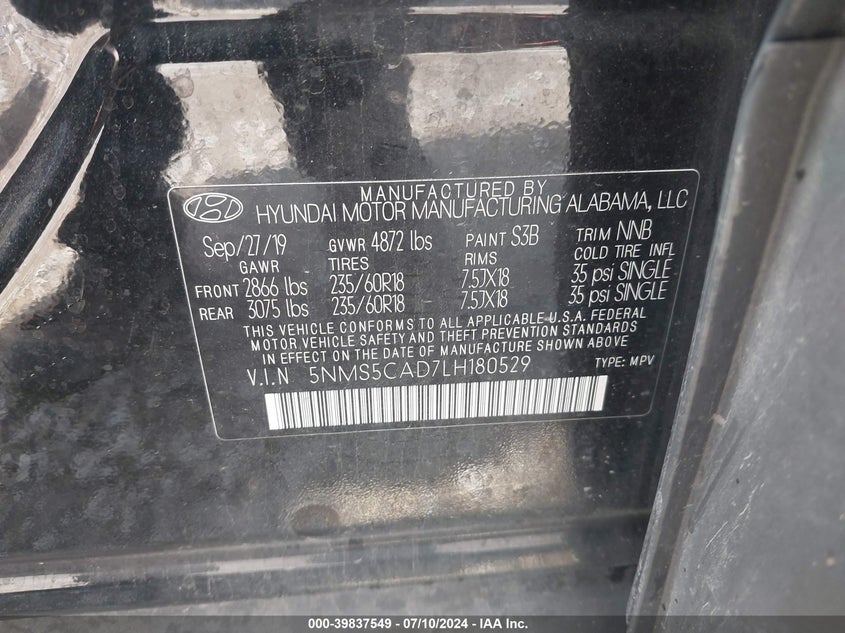 MANUFACTURED BY
HYUNDAI MOTOR MANUFACTURING ALABAMA, LLC
Sep/27/19 GVWR 4872 lbs PAINT S3B TRIM NNB
GAWR TIRES RIMS COLD TIRE INFL
FRONT 2866 lbs 235/60R18 7.5JX18 35 psi SINGLE
REAR 3075 lbs 235/60R18 7.5JX18 35 psi SINGLE
THIS VEHICLE CONFORMS TO ALL APPLICABLE U.S.A. FEDERAL
MOTOR VEHICLE SAFETY AND THEFT PREVENTION STANDARDS
IN EFFECT ON THE DATE OF MANUFACTURE SHOWN ABOVE
V.I.N 5NMS5CAD7LH180529 TYPE: MPV
000-39837549 - 07/10/2024 - IAA Inc.